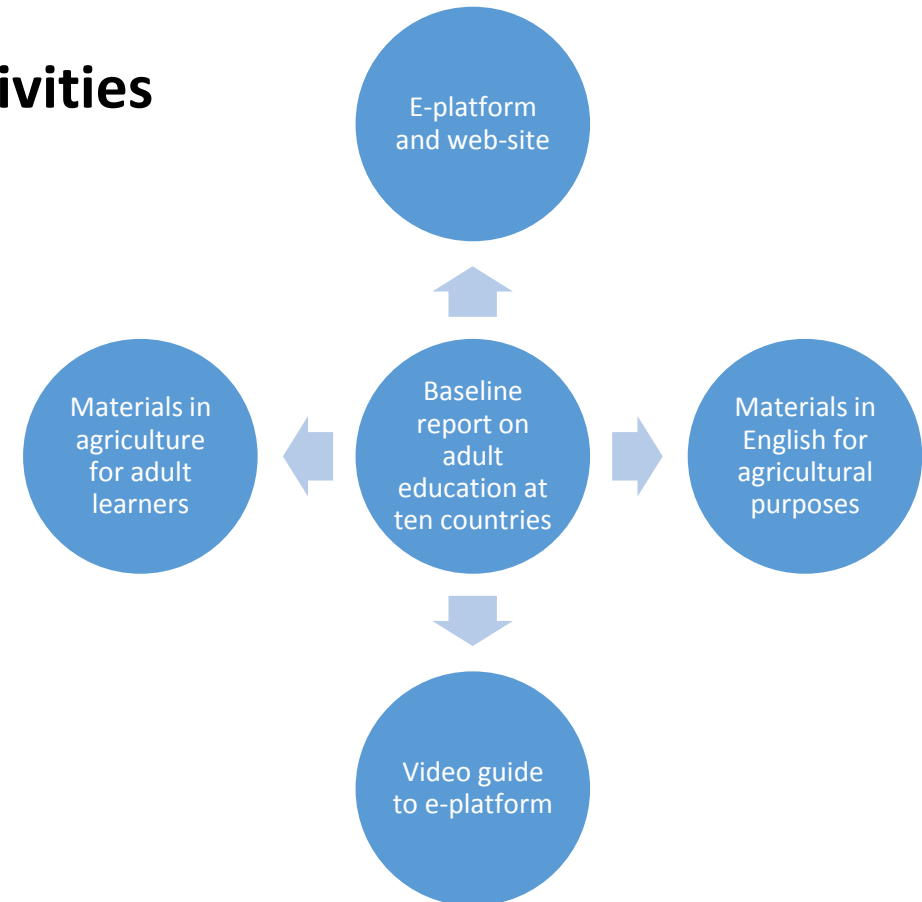 ivities
E-platform
and web-site
Materials in
agriculture
for adult
learners
Baseline
report on
adult
education at
ten countries
Materials in
English for
agricultural
purposes
Video guide
to e-platform